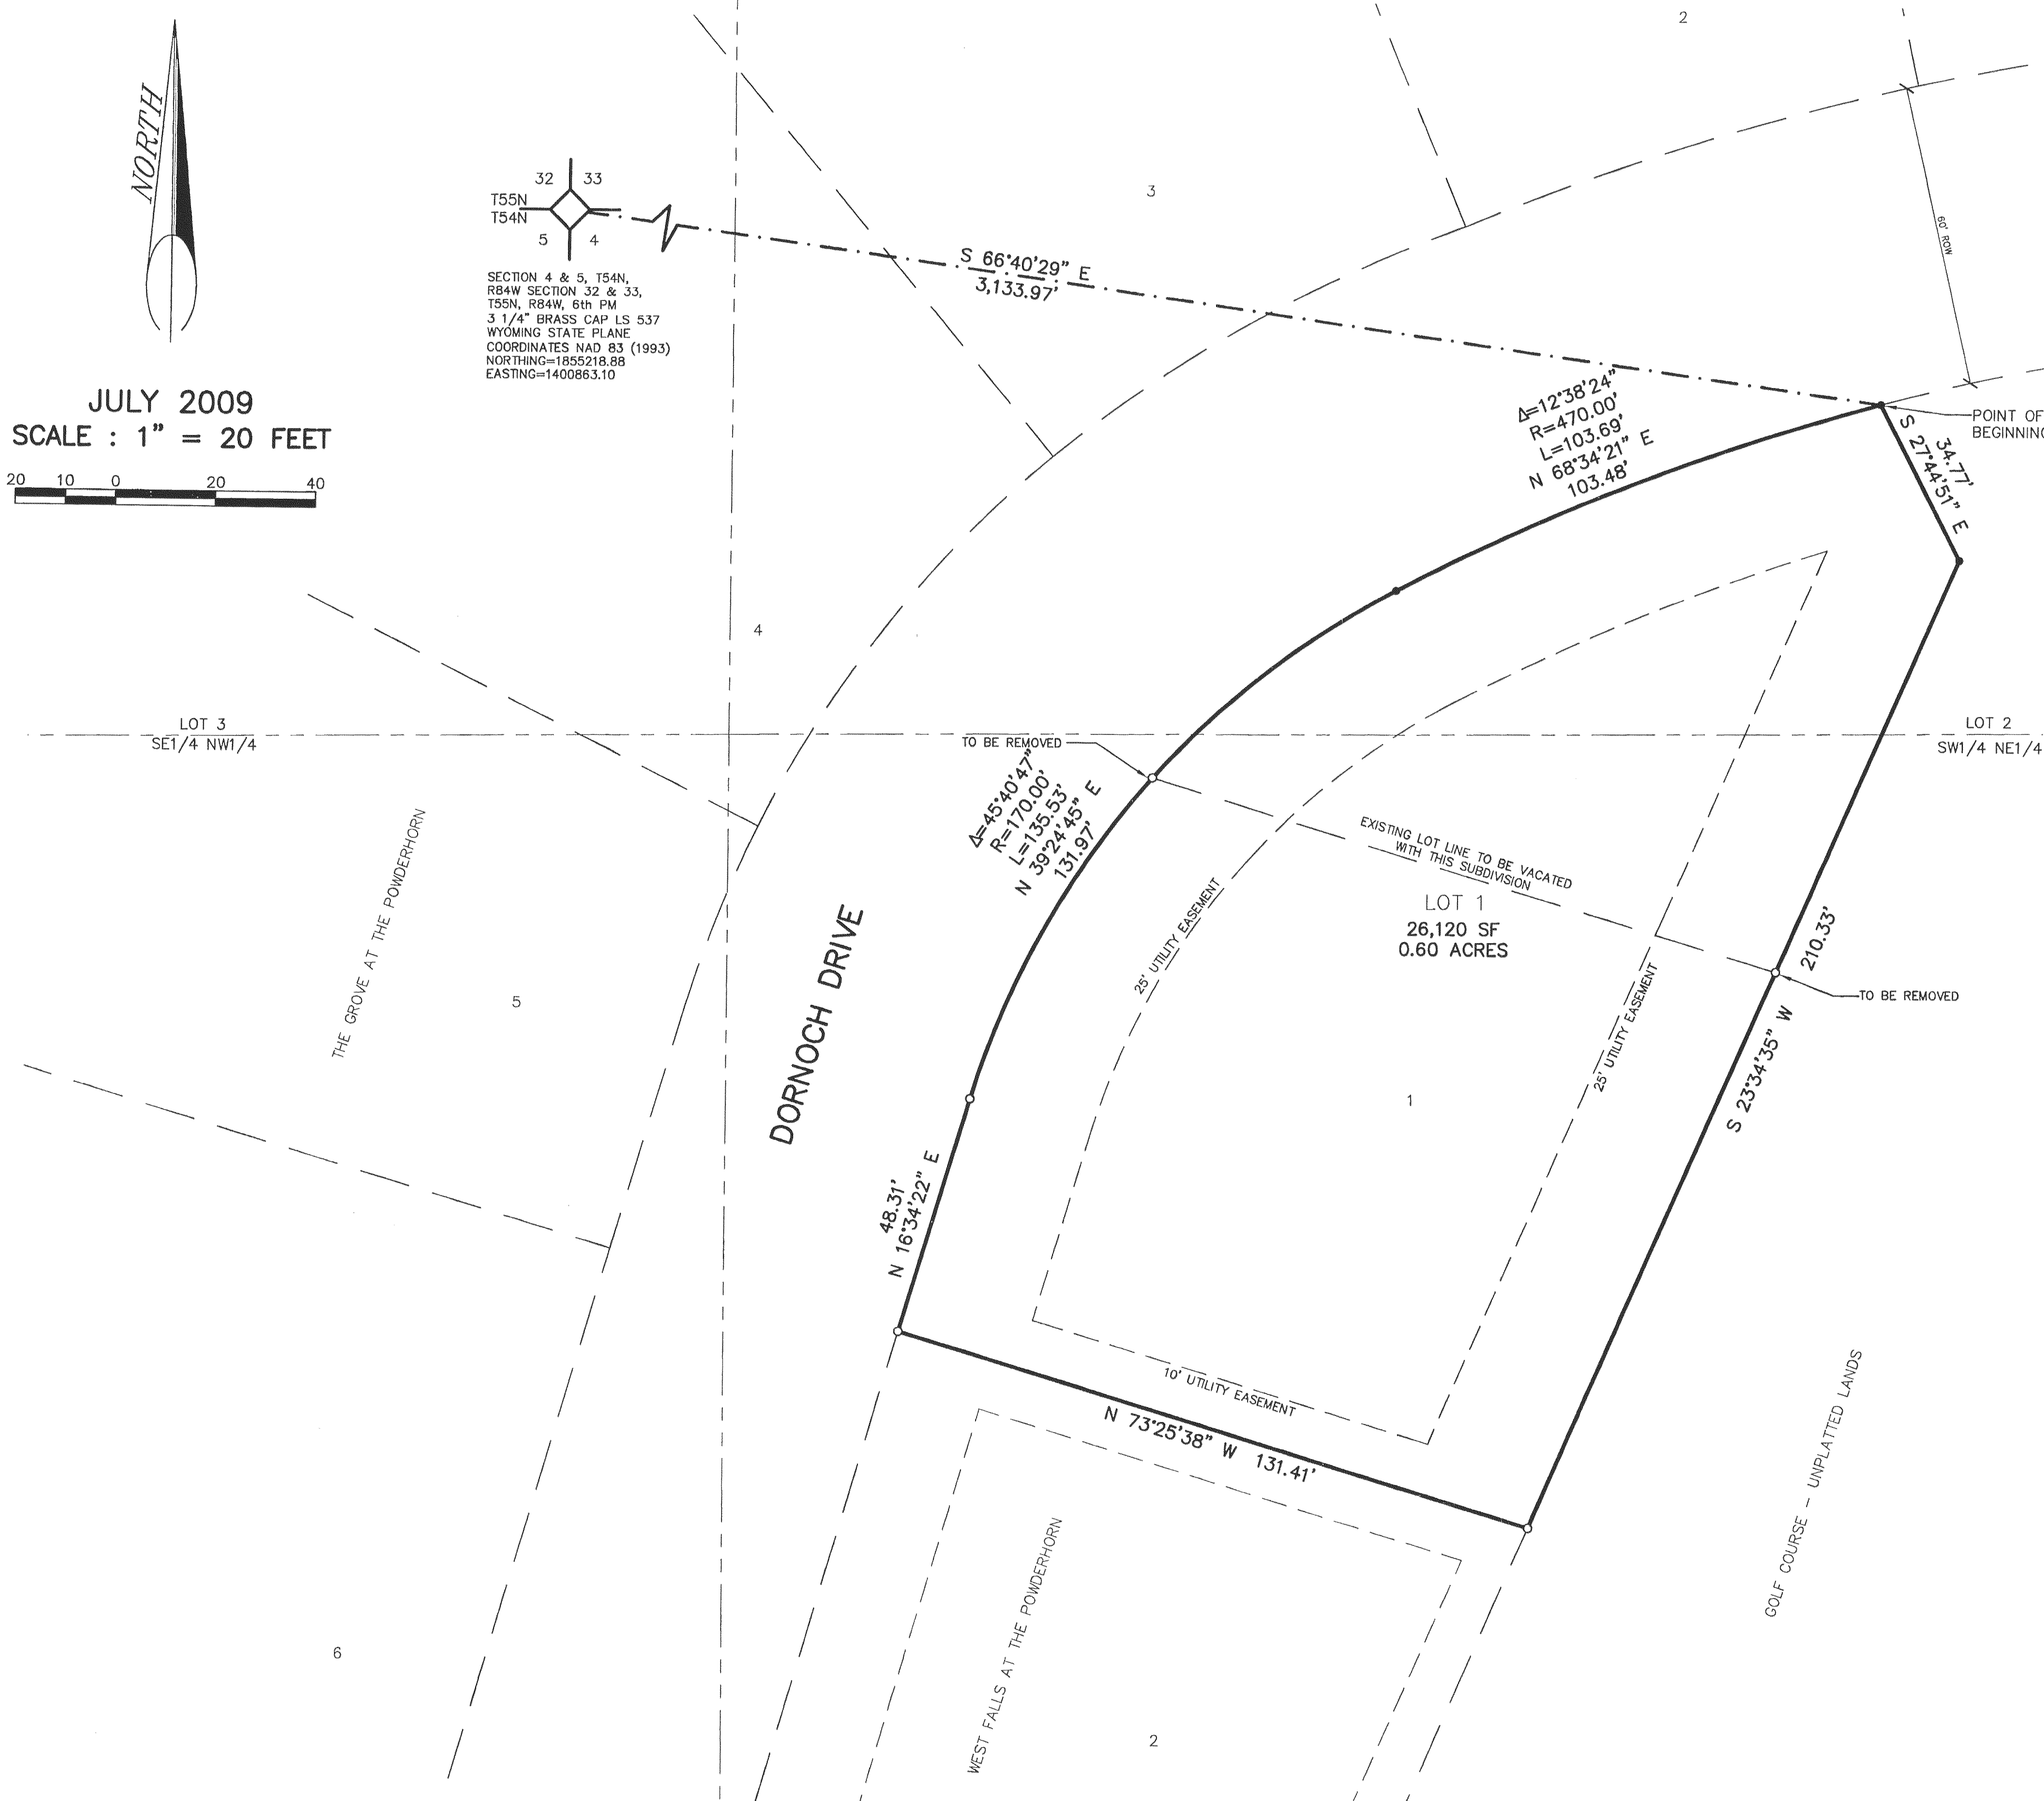 2
NORTH
3
32 33
T55N
T54N
5 4
SECTION 4 & 5, T54N,
R84W SECTION 32 & 33,
T55N, R84W, 6th PM
3 1/4" BRASS CAP LS 537
WYOMING STATE PLANE
COORDINATES NAD 83 (1993)
NORTHING=1855218.88
EASTING=1400863.10
S 66°40'29" E
3,133.97'
60' ROW
JULY 2009
SCALE : 1" = 20 FEET
20 10 0 20 40
Δ=12°38'24"
R=470.00'
L=103.69'
N 68°34'21" E
103.48'
POINT OF
BEGINNING
34.77'
S 27°44'51" E
4
LOT 3
SE1/4 NW1/4
LOT 2
SW1/4 NE1/4
TO BE REMOVED
Δ=45°40'47"
R=170.00'
L=135.53'
N 39°24'45" E
131.97'
EXISTING LOT LINE TO BE VACATED
WITH THIS SUBDIVISION
LOT 1
26,120 SF
0.60 ACRES
25' UTILITY EASEMENT
25' UTILITY EASEMENT
210.33'
S 23°34'35" W
TO BE REMOVED
THE GROVE AT THE POWDERHORN
5
DORNOCH DRIVE
1
48.31'
N 16°34'22" E
10' UTILITY EASEMENT
N 73°25'38" W 131.41'
GOLF COURSE - UNPLATTED LANDS
WEST FALLS AT THE POWDERHORN
6
2